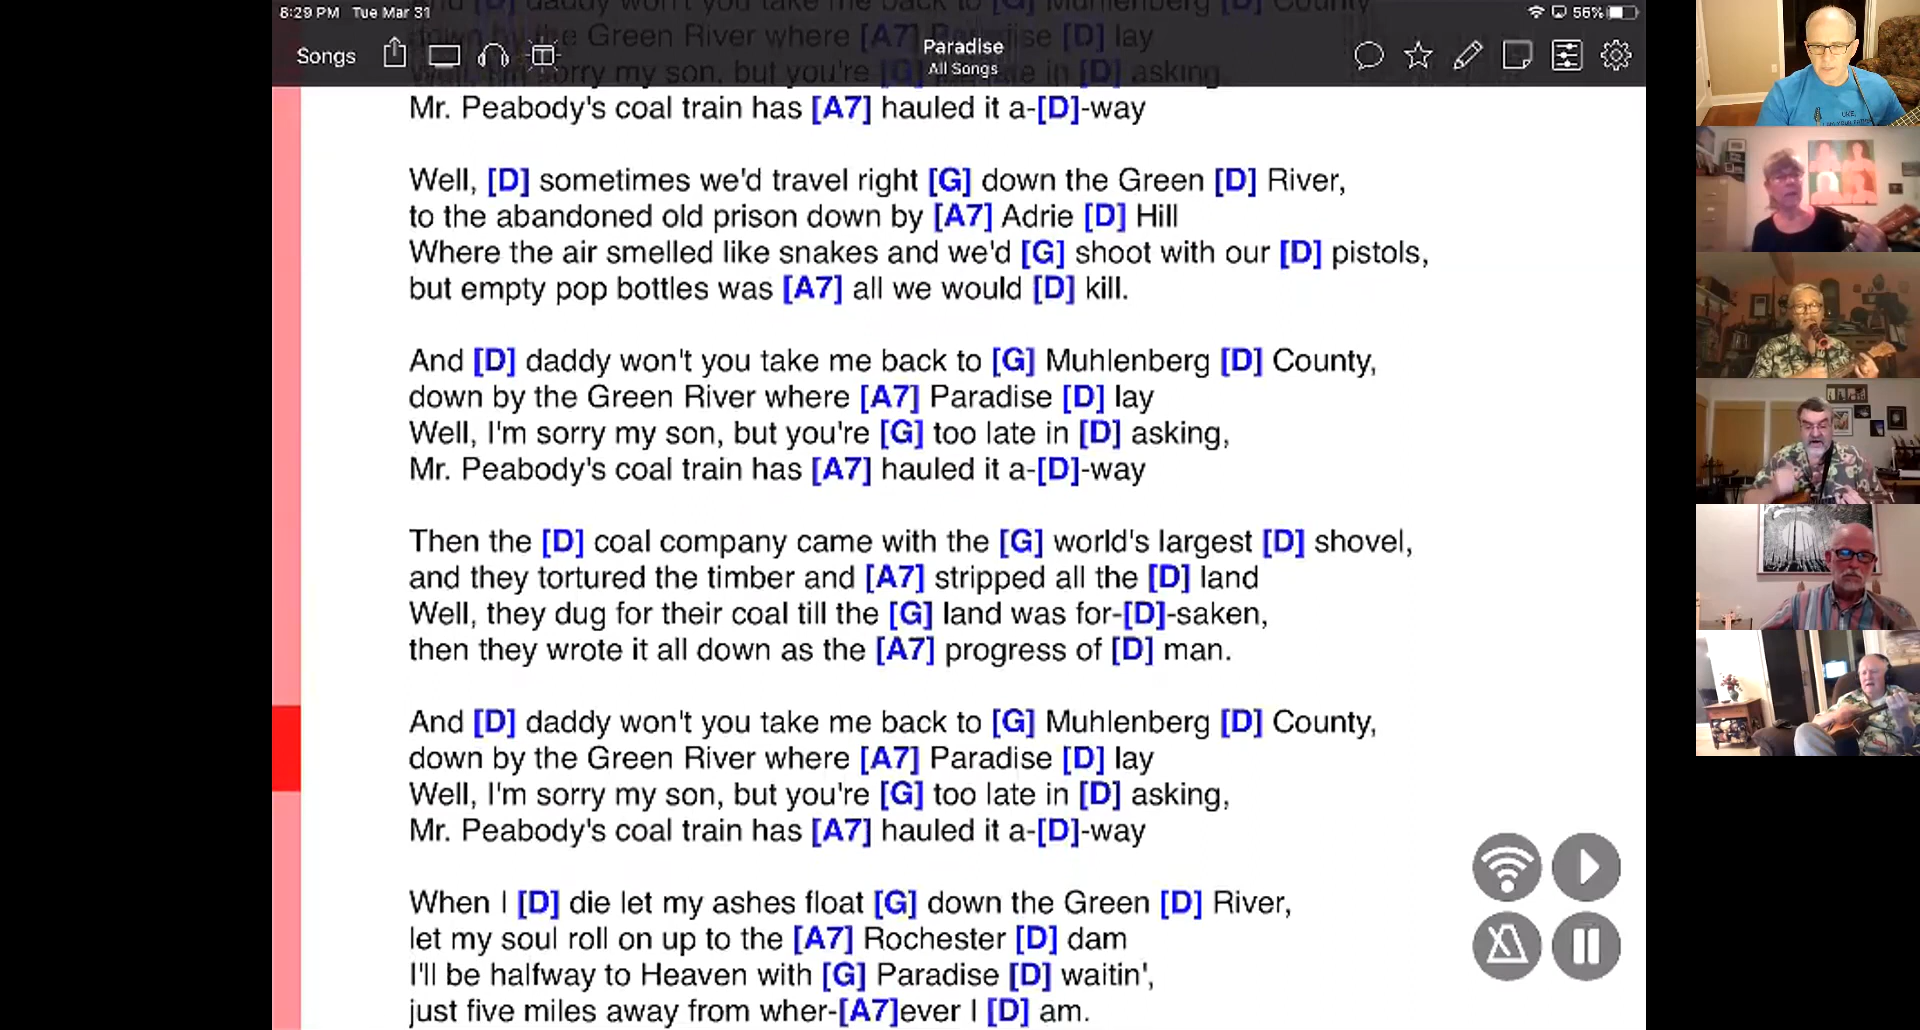 8:29 PM Tue Mar 31
56%
Songs
Paradise
All Songs
Mr. Peabody's coal train has [A7] hauled it a-[D]-way
Well, [D] sometimes we'd travel right [G] down the Green [D] River,
to the abandoned old prison down by [A7] Adrie [D] Hill
Where the air smelled like snakes and we'd [G] shoot with our [D] pistols,
but empty pop bottles was [A7] all we would [D] kill.
And [D] daddy won't you take me back to [G] Muhlenberg [D] County,
down by the Green River where [A7] Paradise [D] lay
Well, I'm sorry my son, but you're [G] too late in [D] asking,
Mr. Peabody's coal train has [A7] hauled it a-[D]-way
Then the [D] coal company came with the [G] world's largest [D] shovel,
and they tortured the timber and [A7] stripped all the [D] land
Well, they dug for their coal till the [G] land was for-[D]-saken,
then they wrote it all down as the [A7] progress of [D] man.
And [D] daddy won't you take me back to [G] Muhlenberg [D] County,
down by the Green River where [A7] Paradise [D] lay
Well, I'm sorry my son, but you're [G] too late in [D] asking,
Mr. Peabody's coal train has [A7] hauled it a-[D]-way
When I [D] die let my ashes float [G] down the Green [D] River,
let my soul roll on up to the [A7] Rochester [D] dam
I'll be halfway to Heaven with [G] Paradise [D] waitin',
just five miles away from wher-[A7]ever I [D] am.